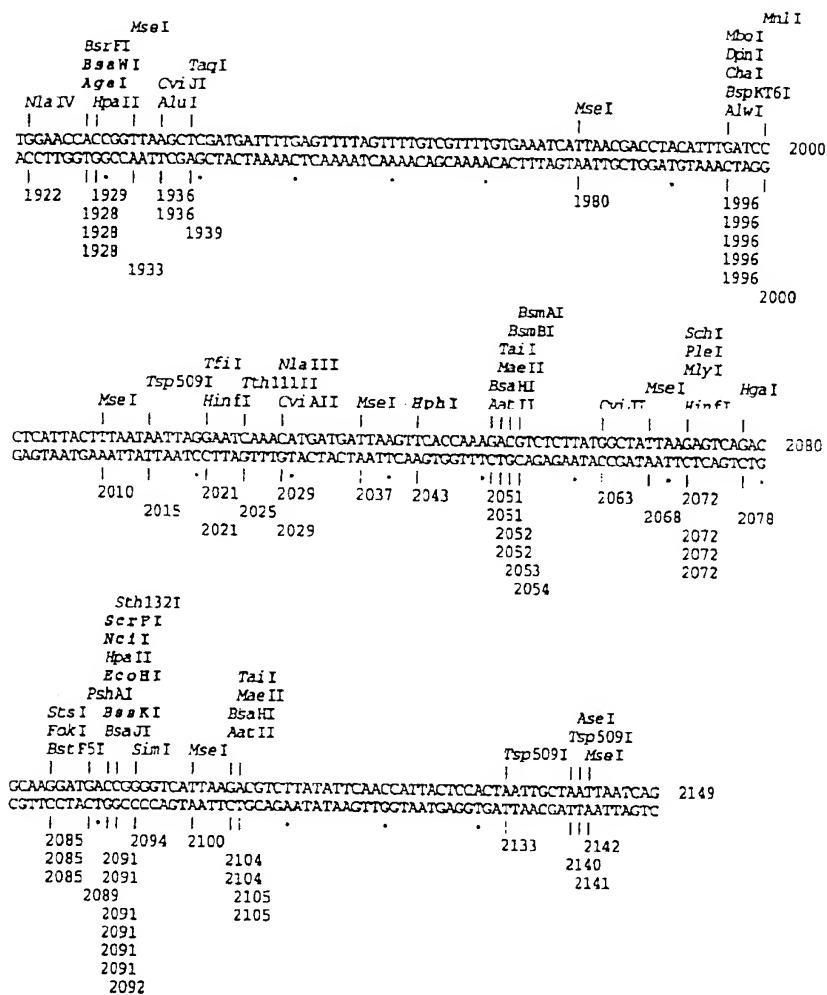 MseI MnlI
BsrFI MboI
BsaWI TaqI DpnI
AgeI CviJI ChaI
NlaIV HpaII AluI MseI BspKT6I
AlwI
TGGAACCACCGGTTAAGCTCGATGATTTTGAGTTTTAGTTTTGTCGTTTTGTGAAATCATTAACGACCTACATTTGATCC 2000
ACCTTGGTGGCCAATTCGAGCTACTAAAACTCAAAATCAAAACAGCAAAACACTTTAGTAATTGCTGGATGTAAACTAGG
1922 1929 1936 1980 1996
1928 1936 1996
1928 1939 1996
1928 1996
1933 1996
2000
BsmAI
BsmBI SchI
TfiI NlaIII TaiI PleI
Tsp509I Tth111II MaeII MlyI
MseI HinfI CviAII MseI HphI BsaHI CviJI MseI HinfI HgaI
AatII
CTCATTACTTTAATAATTAGGAATCAAACATGATGATTAAGTTCACCAAAGACGTCTCTTATGGCTATTAAGAGTCAGAC 2080
GAGTAATGAAATTATTAATCCTTAGTTTGTACTACTAATTCAAGTGGTTTCTGCAGAGAATACCGATAATTCTCAGTCTG
2010 2021 2029 2037 2043 2051 2063 2072
2015 2025 2051 2068 2078
2021 2029 2052 2072
2052 2072
2053 2072
2054
Sth132I
ScrFI
NciI
HpaII
EcoHI TaiI
PshAI MaeII
StsI BssKI BsaHI AseI
FokI BsaJI AatII Tsp509I
BstF5I SimI MseI Tsp509I MseI
GCAAGGATGACCGGGGTCATTAAGACGTCTTATATTCAACCATTACTCCACTAATTGCTAATTAATCAG 2149
CGTTCCTACTGGCCCCAGTAATTCTGCAGAATATAAGTTGGTAATGAGGTGATTAACGATTAATTAGTC
2085 2094 2100 2133 2142
2085 2091 2104 2140
2085 2091 2104 2141
2089 2105
2091 2105
2091
2091
2091
2092